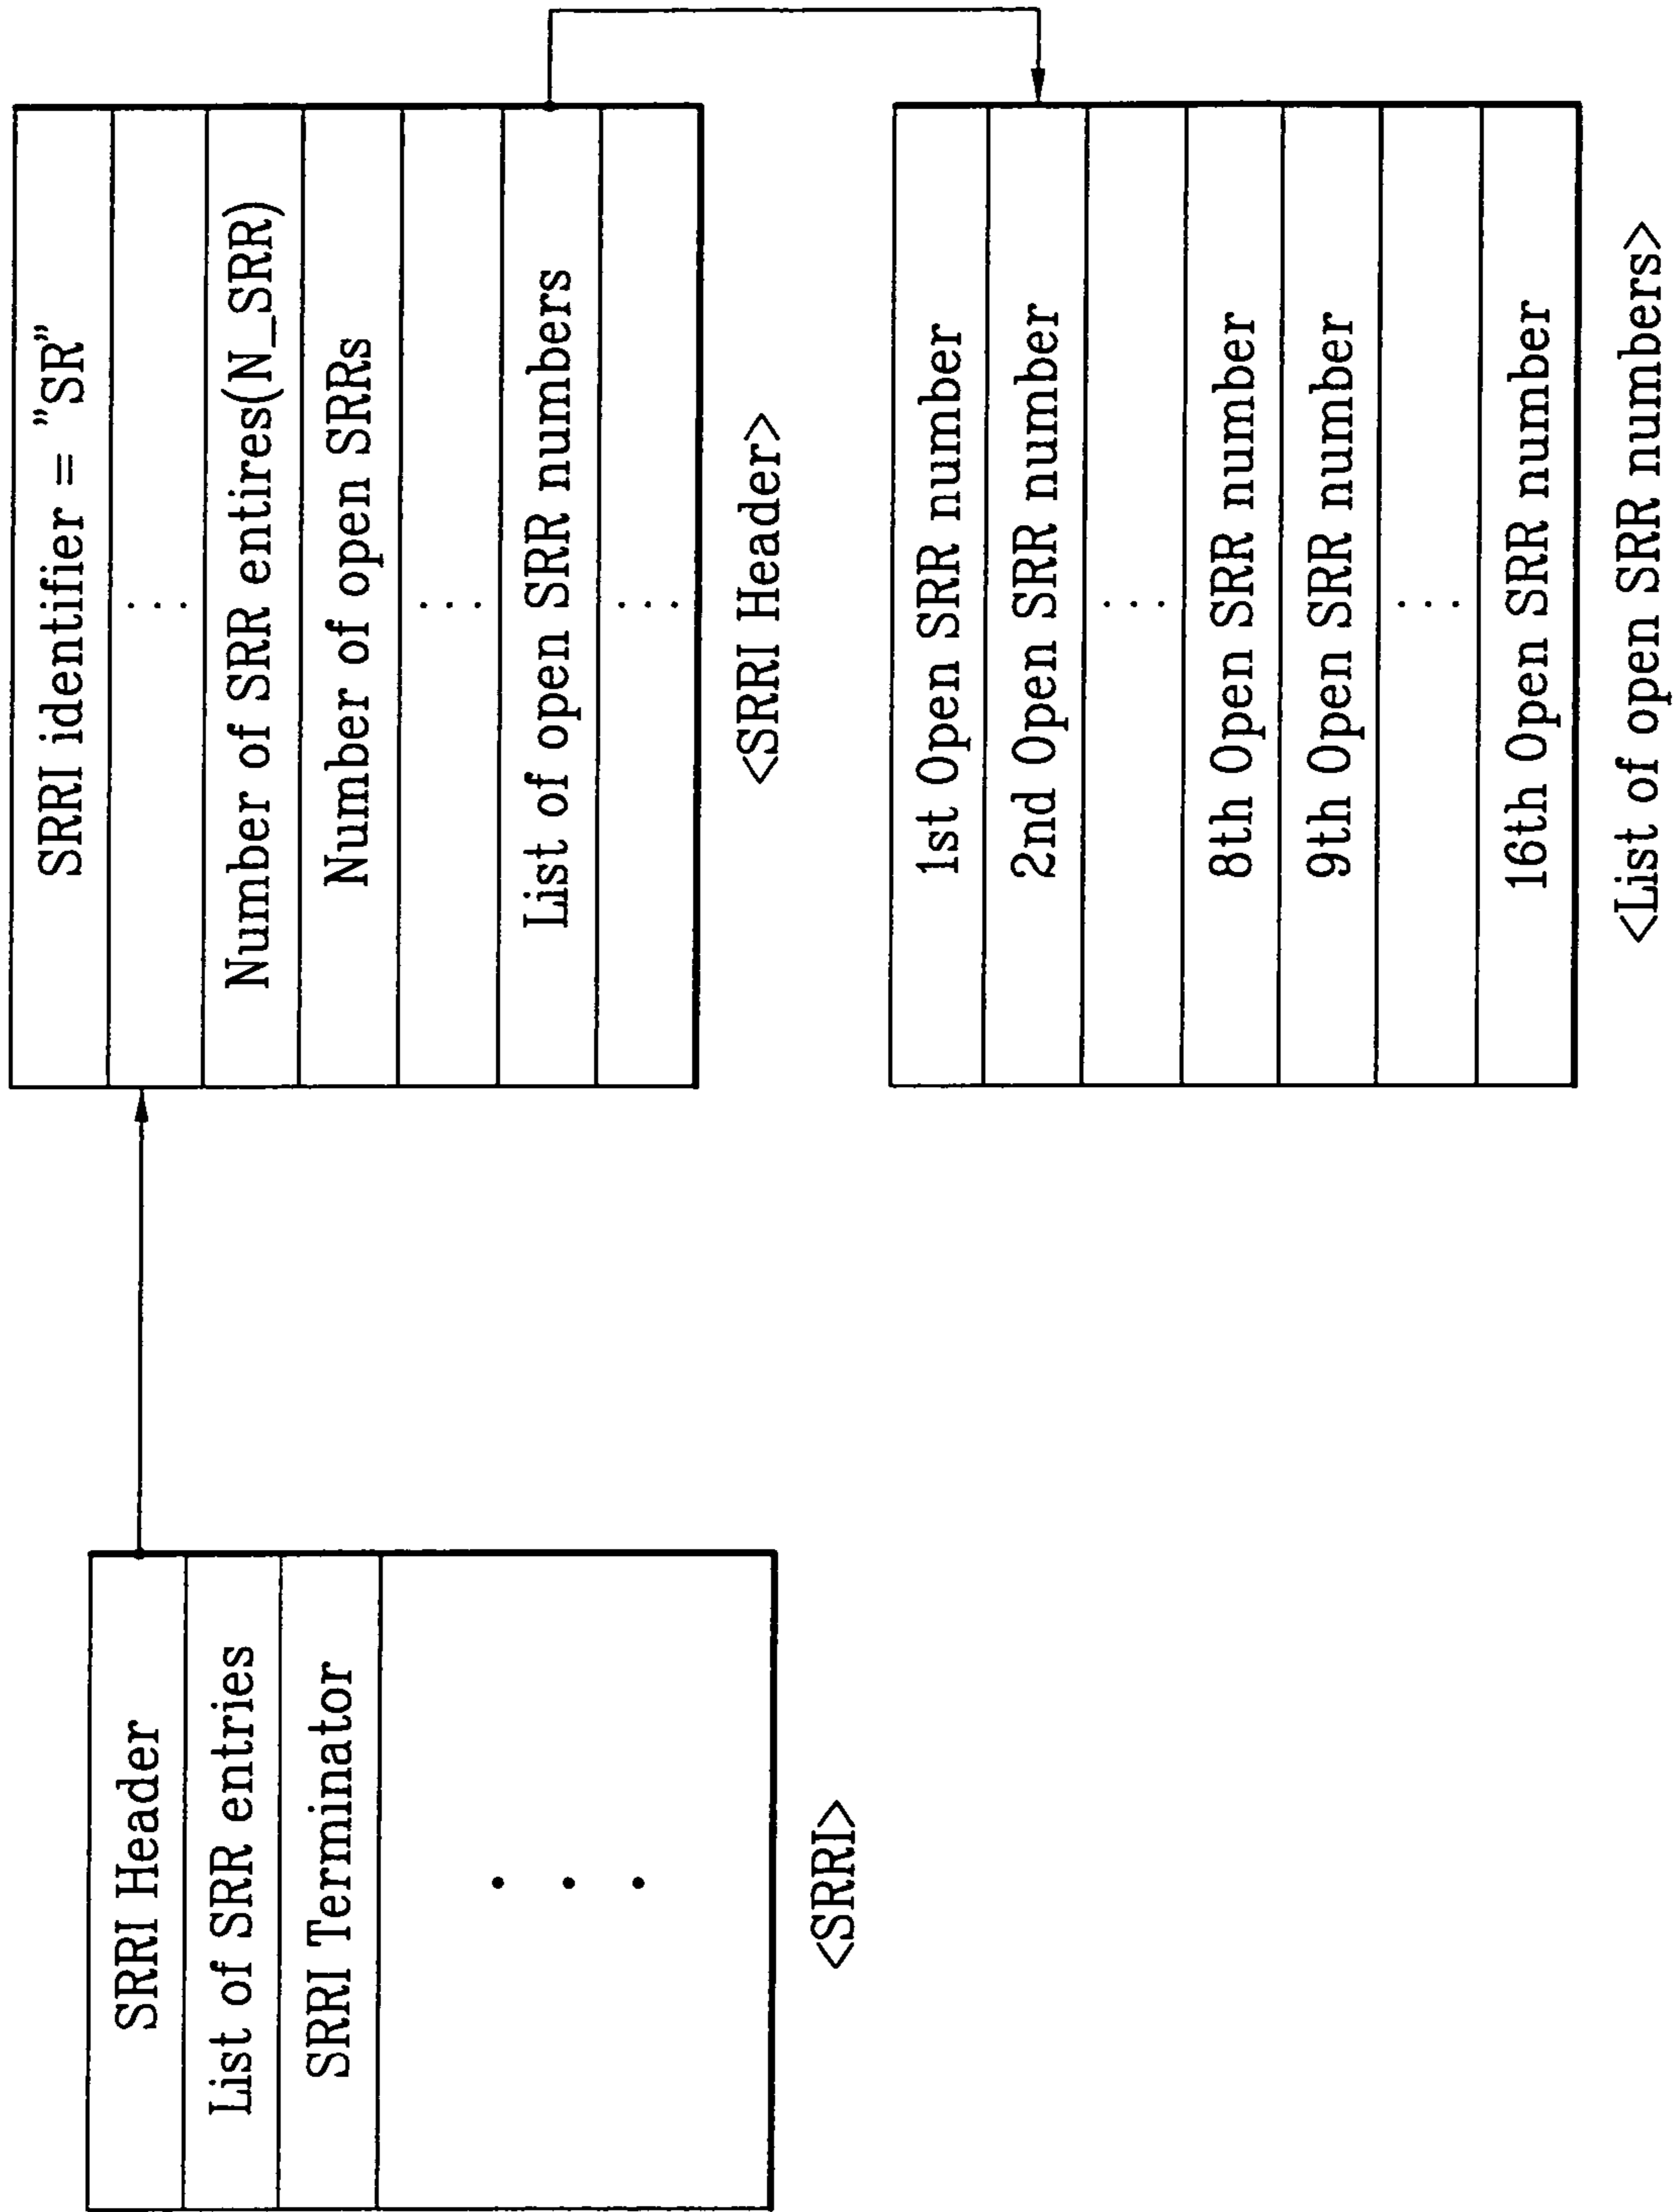 SRRI Header
List of SRR entries
SRRI Terminator
<SRRI>
SRRI identifier = "SR"
...
Number of SRR entires(N_SRR)
Number of open SRRs
...
List of open SRR numbers
...
<SRRI Header>
1st Open SRR number
2nd Open SRR number
...
8th Open SRR number
9th Open SRR number
...
16th Open SRR number
<List of open SRR numbers>